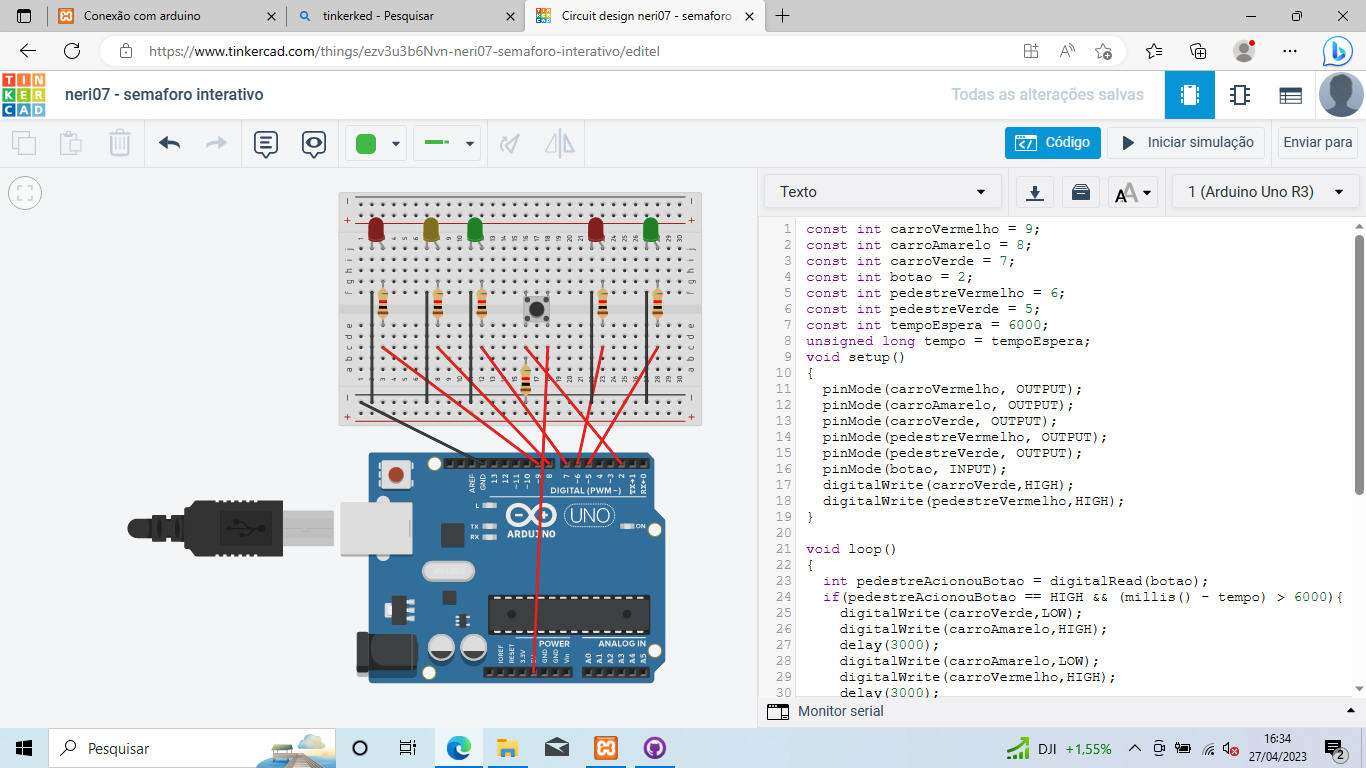 Conexão com arduino
tinkerked - Pesquisar
Circuit design neri07 - semaforo
https://www.tinkercad.com/things/ezv3u3b6Nvn-neri07-semaforo-interativo/editel
TIN
KER
CAD
neri07 - semaforo interativo
Todas as alterações salvas
Código
Iniciar simulação
Enviar para
Texto
1 (Arduino Uno R3)
1 const int carroVermelho = 9;
2 const int carroAmarelo = 8;
3 const int carroVerde = 7;
4 const int botao = 2;
5 const int pedestreVermelho = 6;
6 const int pedestreVerde = 5;
7 const int tempoEspera = 6000;
8 unsigned long tempo = tempoEspera;
9 void setup()
10 {
11 pinMode(carroVermelho, OUTPUT);
12 pinMode(carroAmarelo, OUTPUT);
13 pinMode(carroVerde, OUTPUT);
14 pinMode(pedestreVermelho, OUTPUT);
15 pinMode(pedestreVerde, OUTPUT);
16 pinMode(botao, INPUT);
17 digitalWrite(carroVerde,HIGH);
18 digitalWrite(pedestreVermelho,HIGH);
19 }
20
21 void loop()
22 {
23 int pedestreAcionouBotao = digitalRead(botao);
24 if(pedestreAcionouBotao == HIGH && (millis() - tempo) > 6000){
25 digitalWrite(carroVerde,LOW);
26 digitalWrite(carroAmarelo,HIGH);
27 delay(3000);
28 digitalWrite(carroAmarelo,LOW);
29 digitalWrite(carroVermelho,HIGH);
30 delay(3000);
Monitor serial
AREF
GND
13
12
~11
~10
~9
8
7
~6
~5
4
~3
2
TX→1
RX←0
DIGITAL (PWM~)
L
TX
RX
UNO
ARDUINO
ON
POWER
ANALOG IN
IOREF
RESET
3.3V
GND
GND
Vin
A0
A1
A2
A3
A4
A5
Pesquisar
DJI +1,55%
16:34
27/04/2023
2